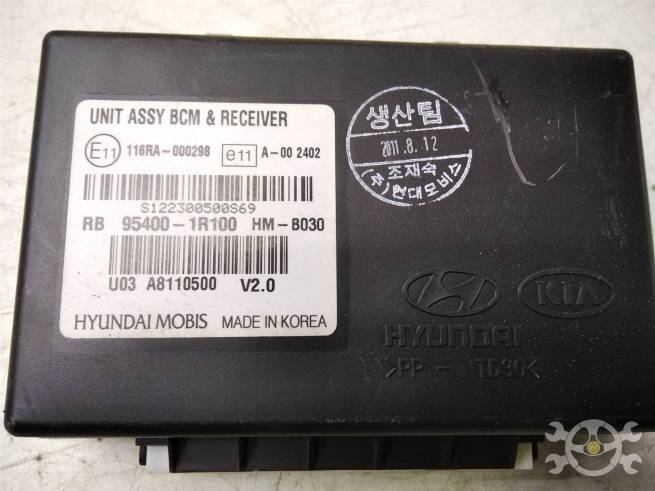 UNIT ASSY BCM & RECEIVER
E11 116RA-000298 e11 A-00 2402
S122300500S69
RB 95400-1R100 HM-B030
U03 A8110500 V2.0
HYUNDAI MOBIS MADE IN KOREA
생산팀
2011.8.12
조재숙
(주)현대모비스
KIA
HYUNDAI
>PP - TD30<